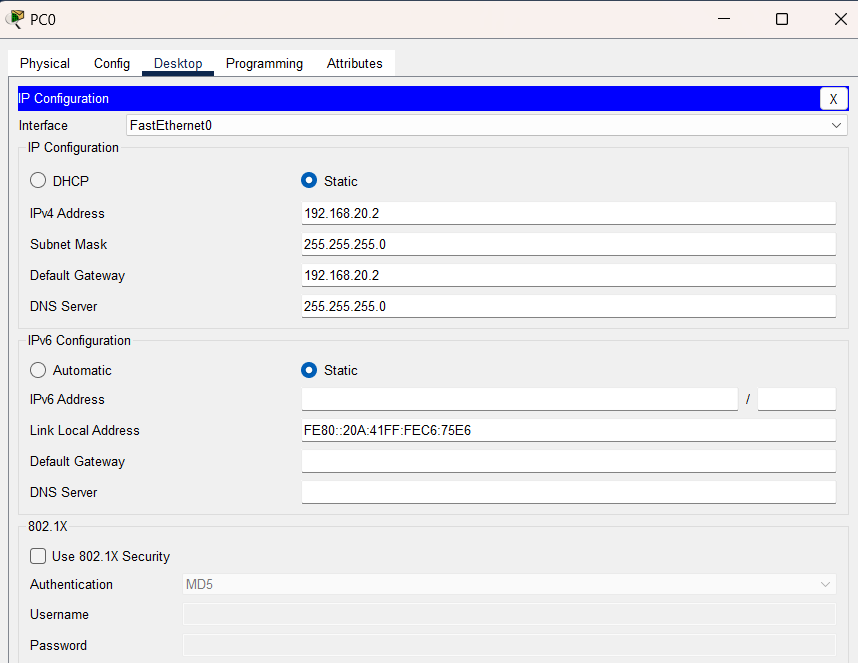 PC0
Physical Config Desktop Programming Attributes
IP Configuration X
Interface FastEthernet0
IP Configuration
DHCP Static
IPv4 Address 192.168.20.2
Subnet Mask 255.255.255.0
Default Gateway 192.168.20.2
DNS Server 255.255.255.0
IPv6 Configuration
Automatic Static
IPv6 Address /
Link Local Address FE80::20A:41FF:FEC6:75E6
Default Gateway
DNS Server
802.1X
Use 802.1X Security
Authentication MD5
Username
Password